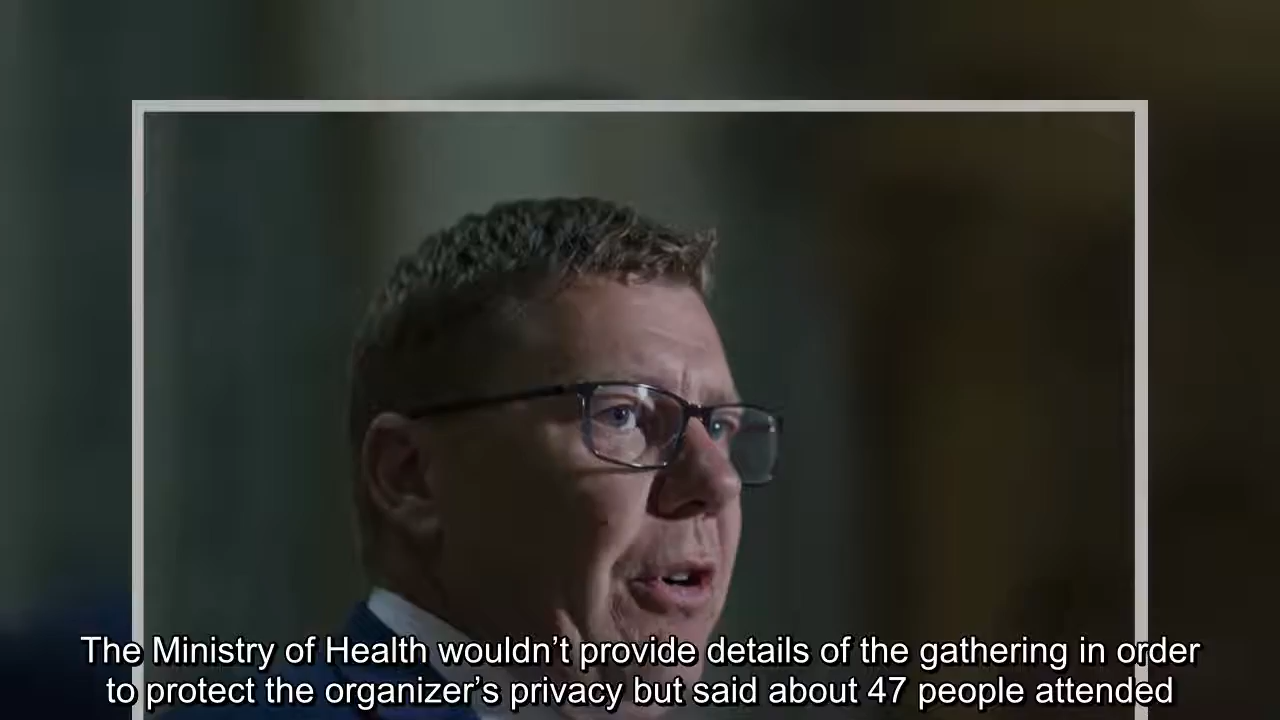 The Ministry of Health wouldn’t provide details of the gathering in order
to protect the organizer’s privacy but said about 47 people attended